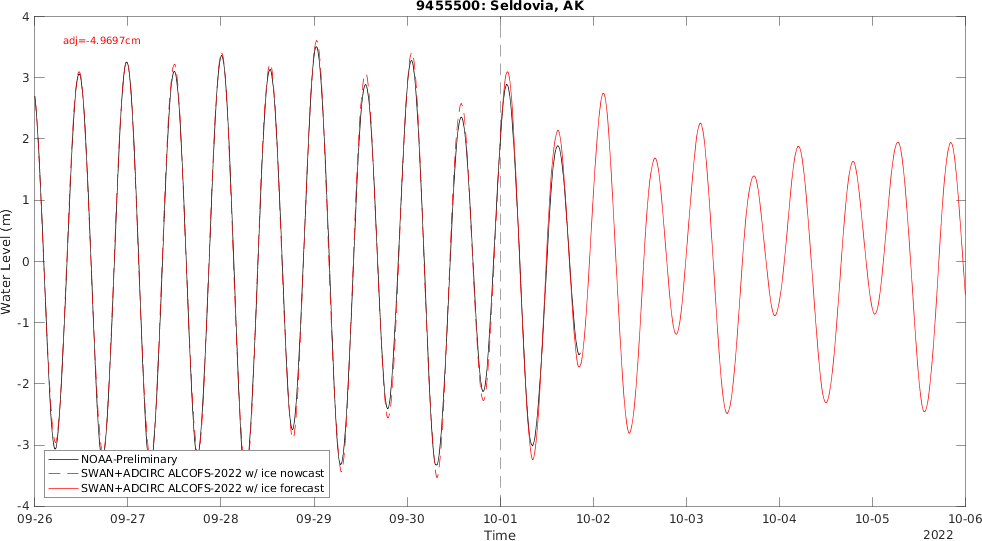 9455500: Seldovia, AK
adj=-4.9697cm
4
3
2
1
0
-1
-2
-3
-4
Water Level (m)
NOAA-Preliminary
SWAN+ADCIRC ALCOFS-2022 w/ ice nowcast
SWAN+ADCIRC ALCOFS-2022 w/ ice forecast
09-26 09-27 09-28 09-29 09-30 10-01 10-02 10-03 10-04 10-05 10-06
Time
2022